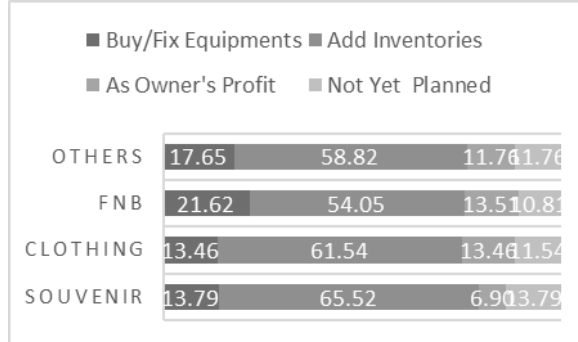 Buy/Fix Equipments Add Inventories
As Owner's Profit Not Yet Planned
OTHERS 17.65 58.82 11.76 11.76
FNB 21.62 54.05 13.51 10.81
CLOTHING 13.46 61.54 13.46 11.54
SOUVENIR 13.79 65.52 6.90 13.79